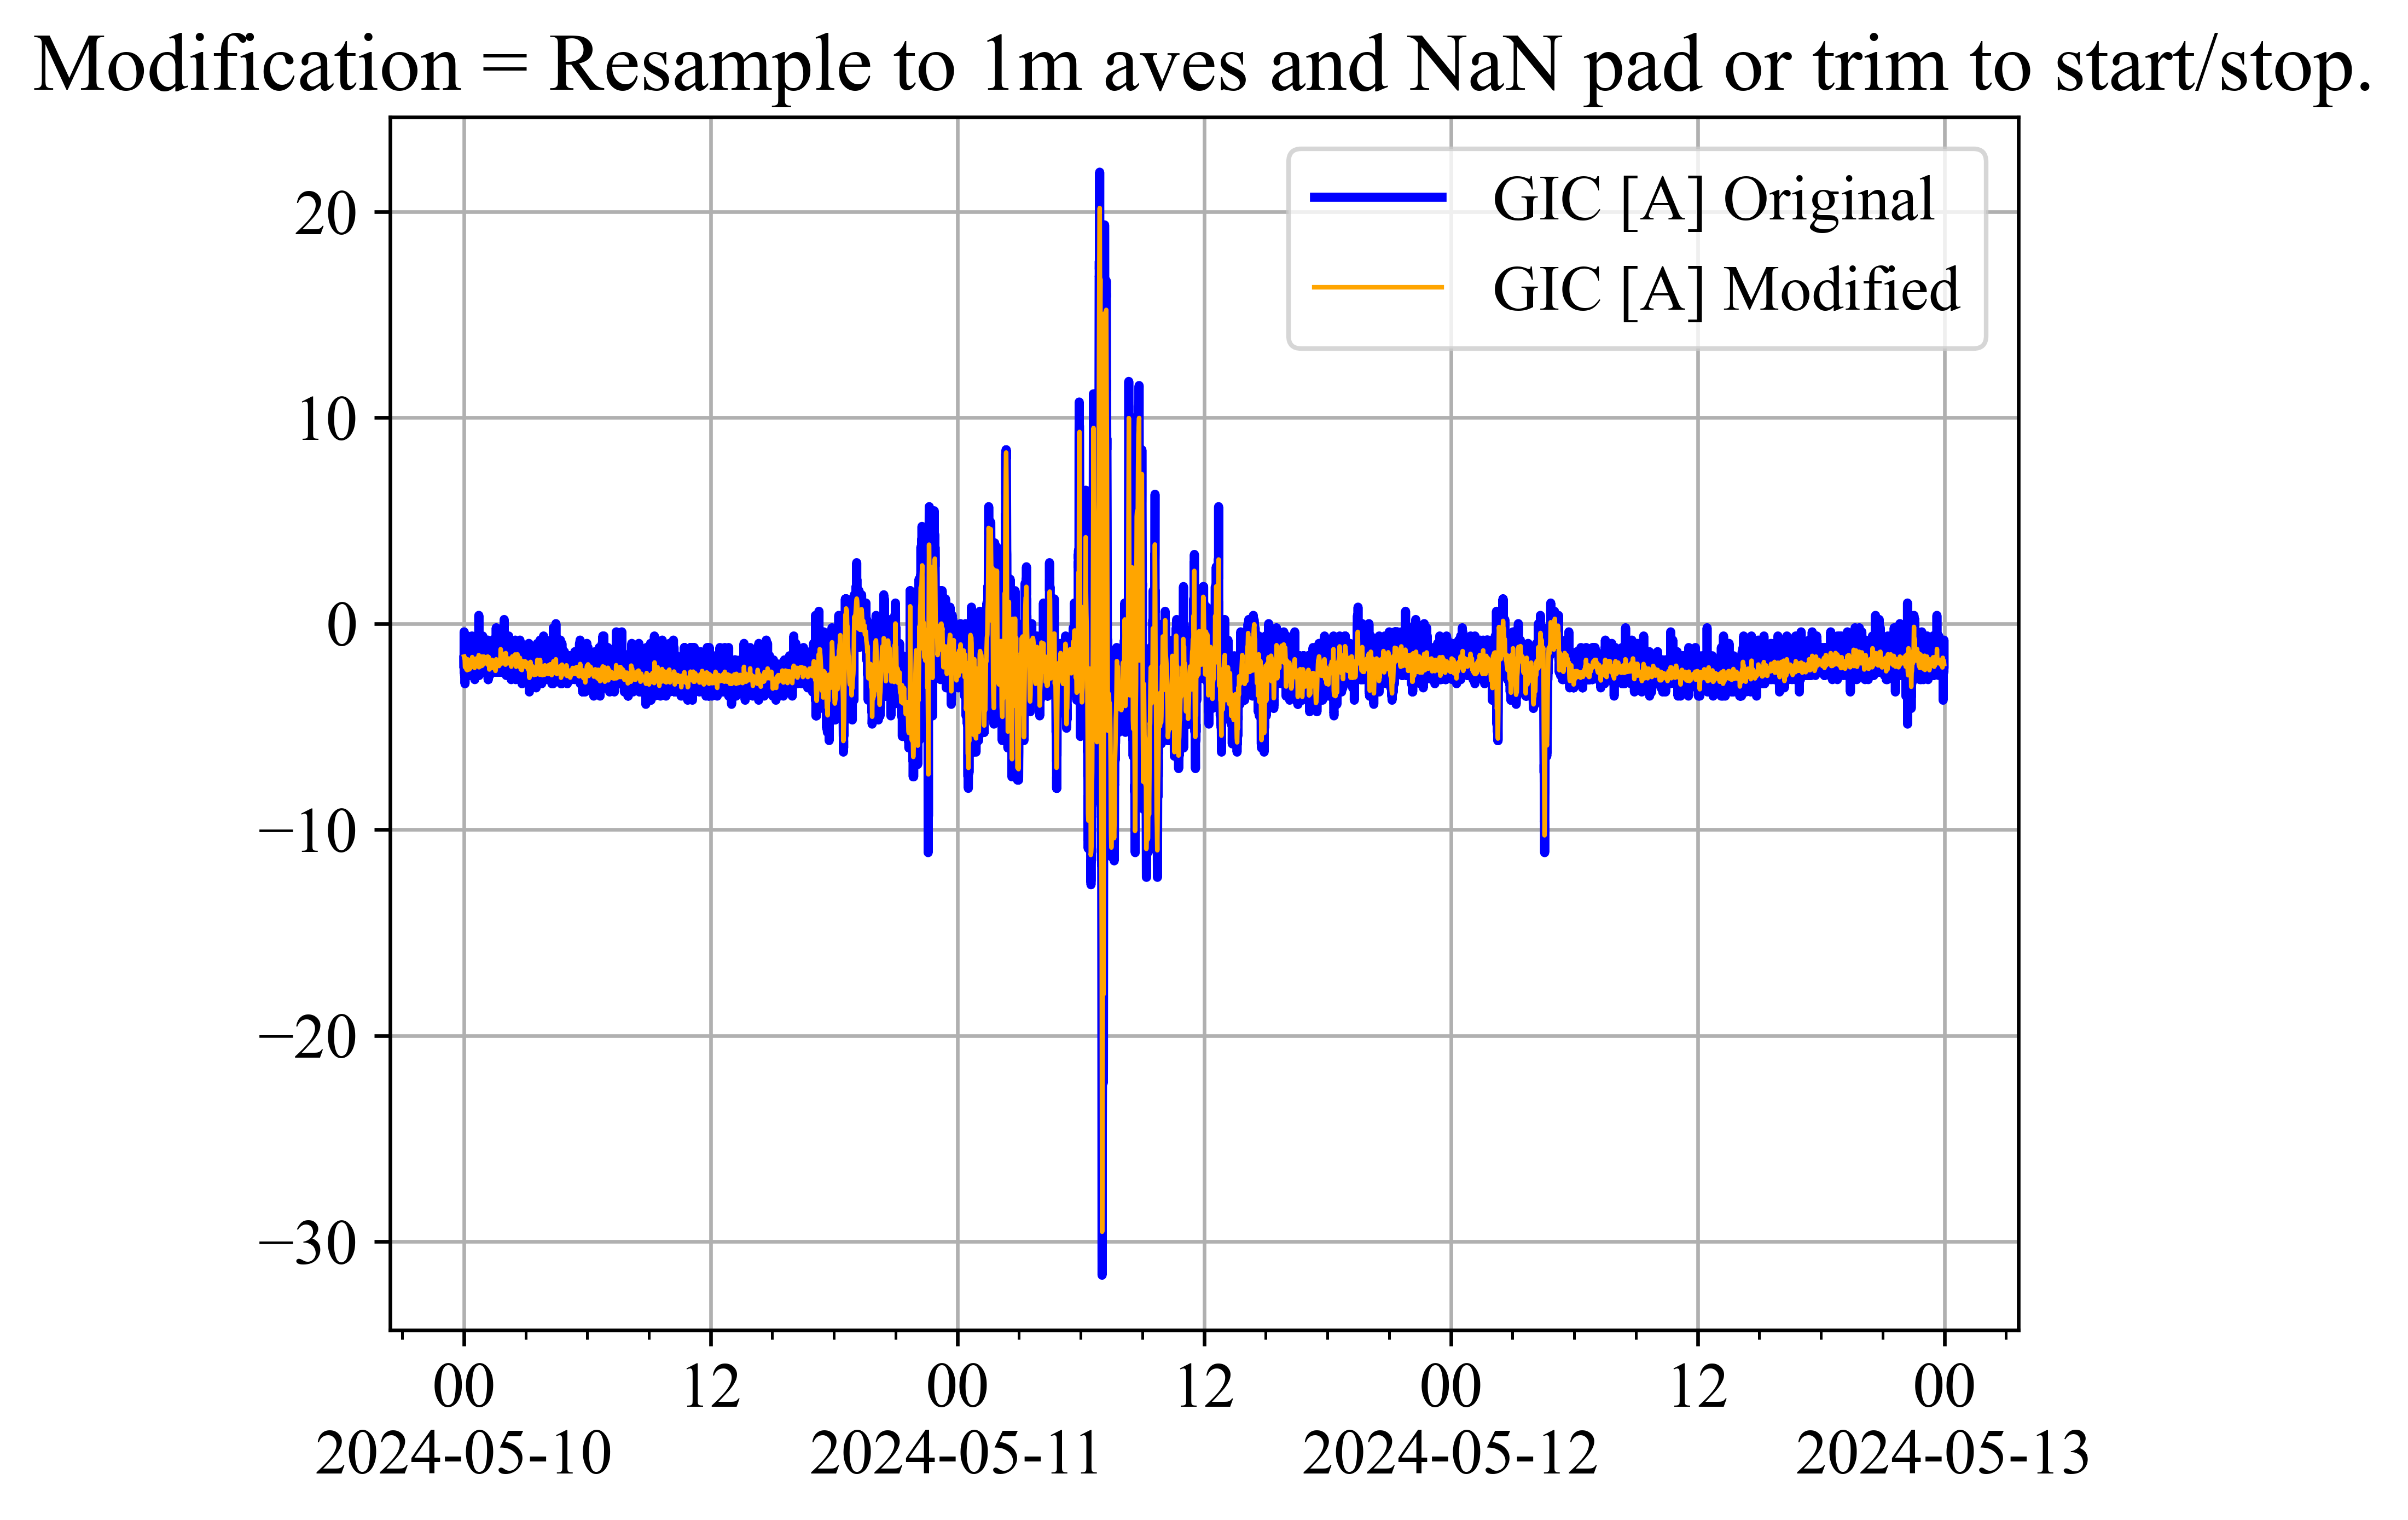 Modification = Resample to 1m aves and NaN pad or trim to start/stop.
GIC [A] Original
GIC [A] Modified
20
10
0
−10
−20
−30
00 12 00 12 00 12 00
2024-05-10 2024-05-11 2024-05-12 2024-05-13